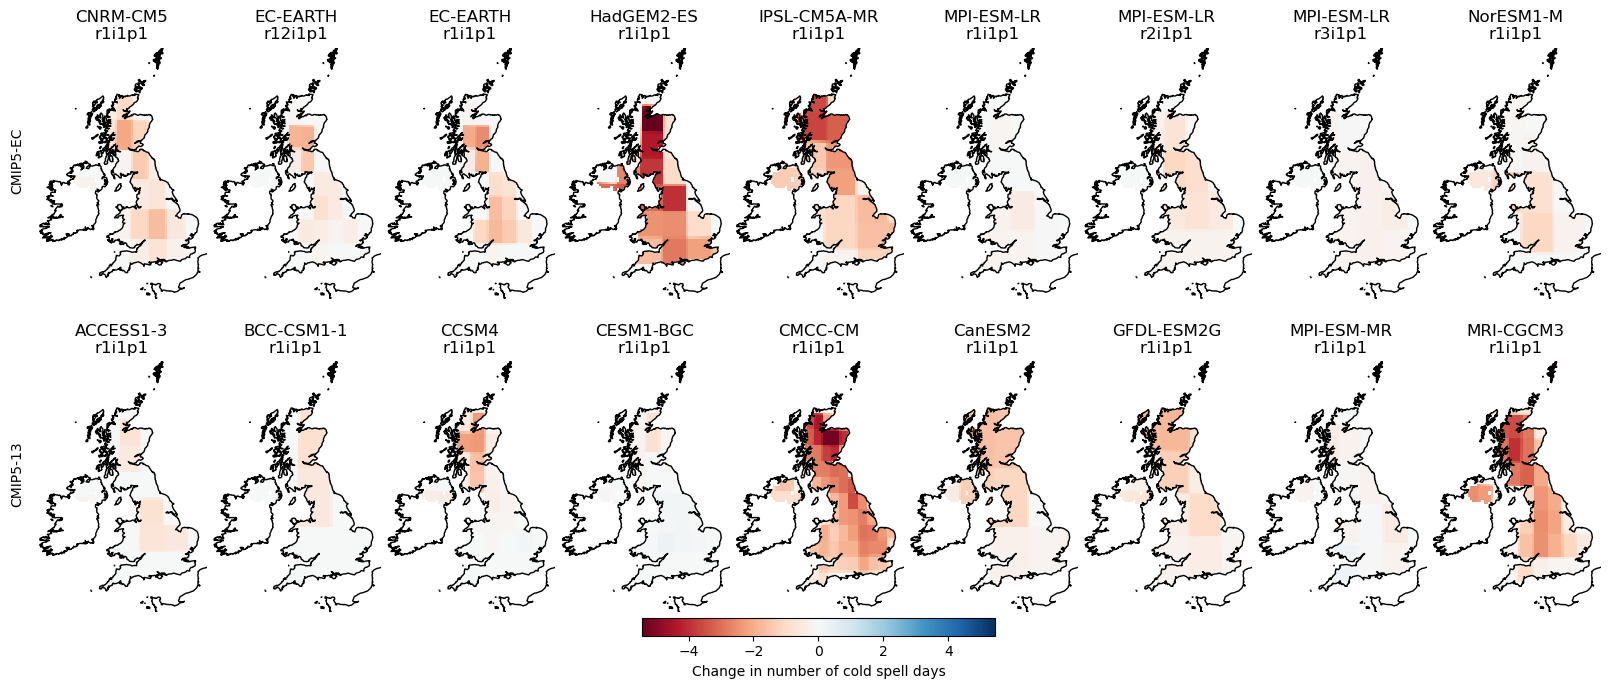 CNRM-CM5 EC-EARTH EC-EARTH HadGEM2-ES IPSL-CM5A-MR MPI-ESM-LR MPI-ESM-LR MPI-ESM-LR NorESM1-M
r1i1p1 r12i1p1 r1i1p1 r1i1p1 r1i1p1 r1i1p1 r2i1p1 r3i1p1 r1i1p1
CMIP5-EC
ACCESS1-3 BCC-CSM1-1 CCSM4 CESM1-BGC CMCC-CM CanESM2 GFDL-ESM2G MPI-ESM-MR MRI-CGCM3
r1i1p1 r1i1p1 r1i1p1 r1i1p1 r1i1p1 r1i1p1 r1i1p1 r1i1p1 r1i1p1
CMIP5-13
−4 −2 0 2 4
Change in number of cold spell days